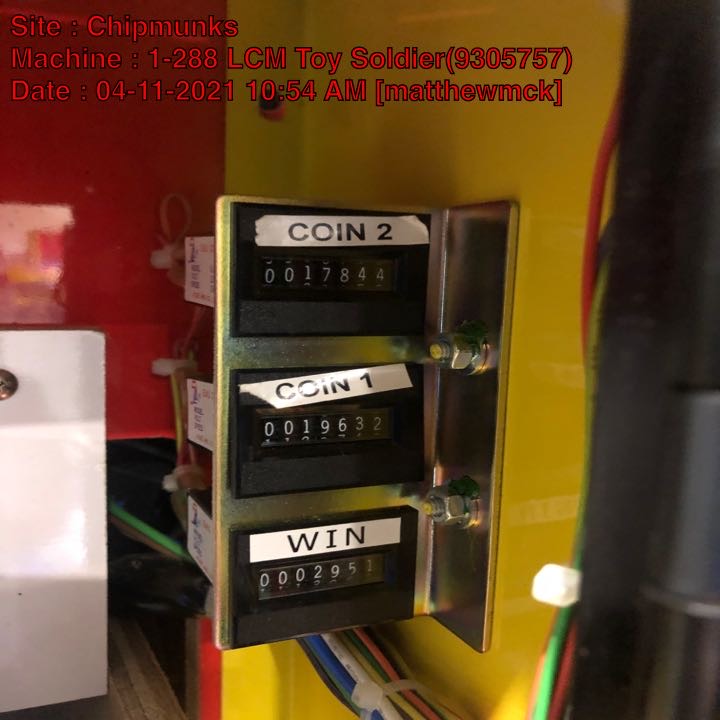 Site : Chipmunks
Machine : 1-288 LCM Toy Soldier(9305757)
Date : 04-11-2021 10:54 AM [matthewmck]
COIN 2
0017844
COIN 1
0019632
WIN
0002951